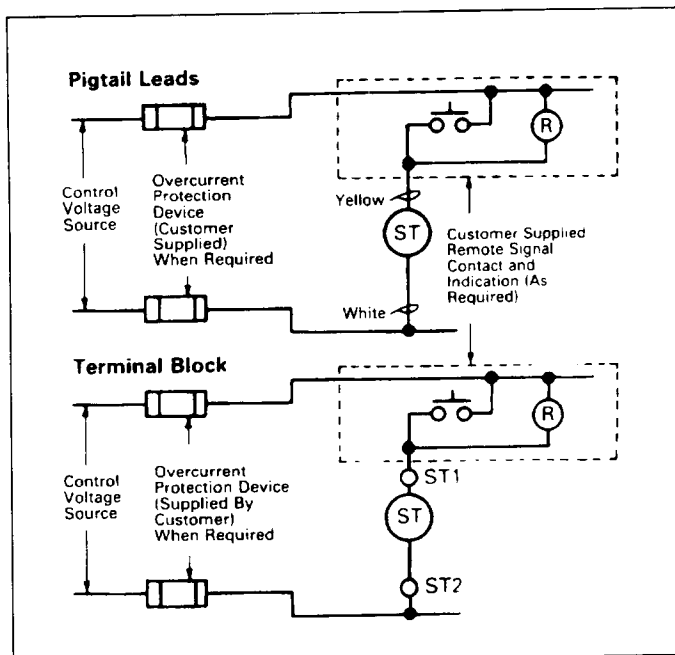 Pigtail Leads
R
Control
Voltage
Source
Overcurrent
Protection
Device
(Customer
Supplied)
When Required
Yellow
ST
White
Customer Supplied
Remote Signal
Contact and
Indication (As
Required)
Terminal Block
R
Control
Voltage
Source
Overcurrent
Protection Device
(Supplied By
Customer)
When Required
ST1
ST
ST2